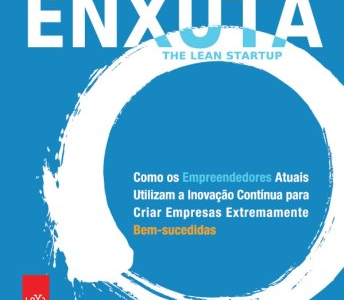 ENXUTA
THE LEAN STARTUP
Como os Empreendedores Atuais
Utilizam a Inovação Contínua para
Criar Empresas Extremamente
Bem-sucedidas